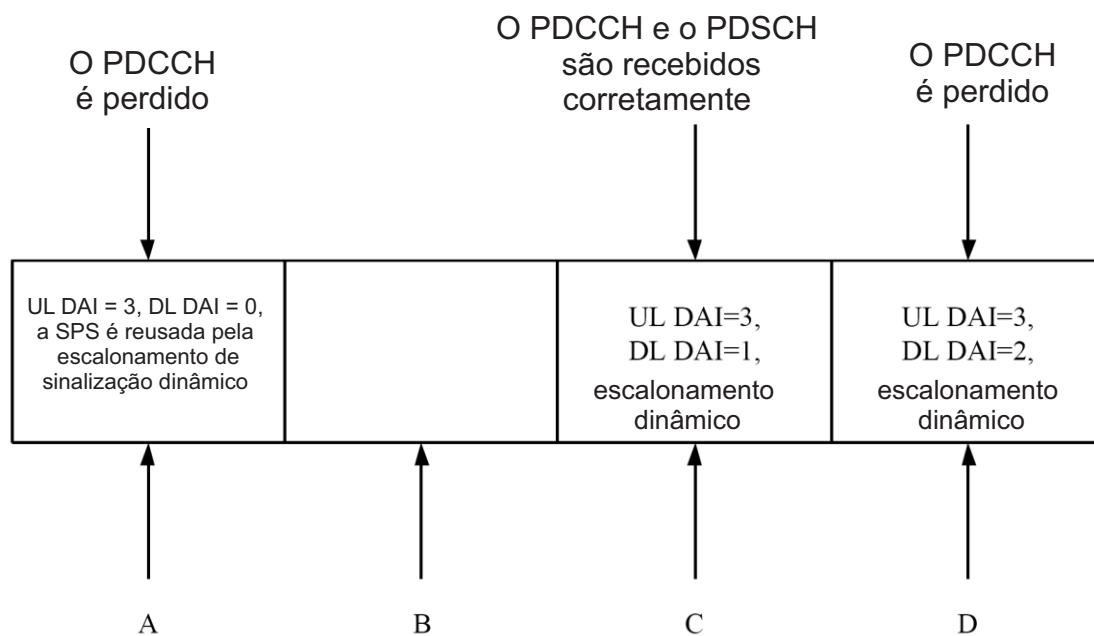 O PDCCH
é perdido
O PDCCH e o PDSCH
são recebidos
corretamente
O PDCCH
é perdido
UL DAI = 3, DL DAI = 0,
a SPS é reusada pela
escalonamento de
sinalização dinâmico
UL DAI=3,
DL DAI=1,
escalonamento
dinâmico
UL DAI=3,
DL DAI=2,
escalonamento
dinâmico
A
B
C
D